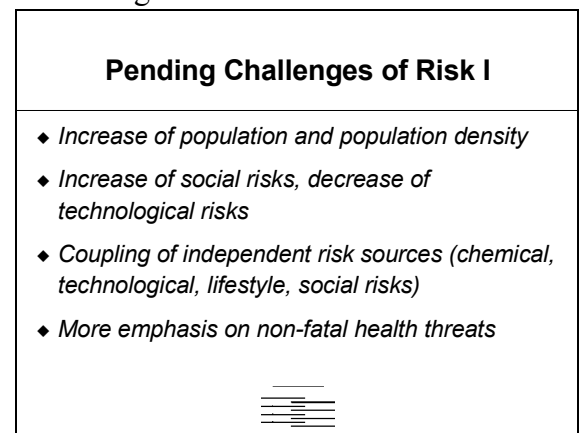 Pending Challenges of Risk I
◆ Increase of population and population density
◆ Increase of social risks, decrease of
technological risks
◆ Coupling of independent risk sources (chemical,
technological, lifestyle, social risks)
◆ More emphasis on non-fatal health threats